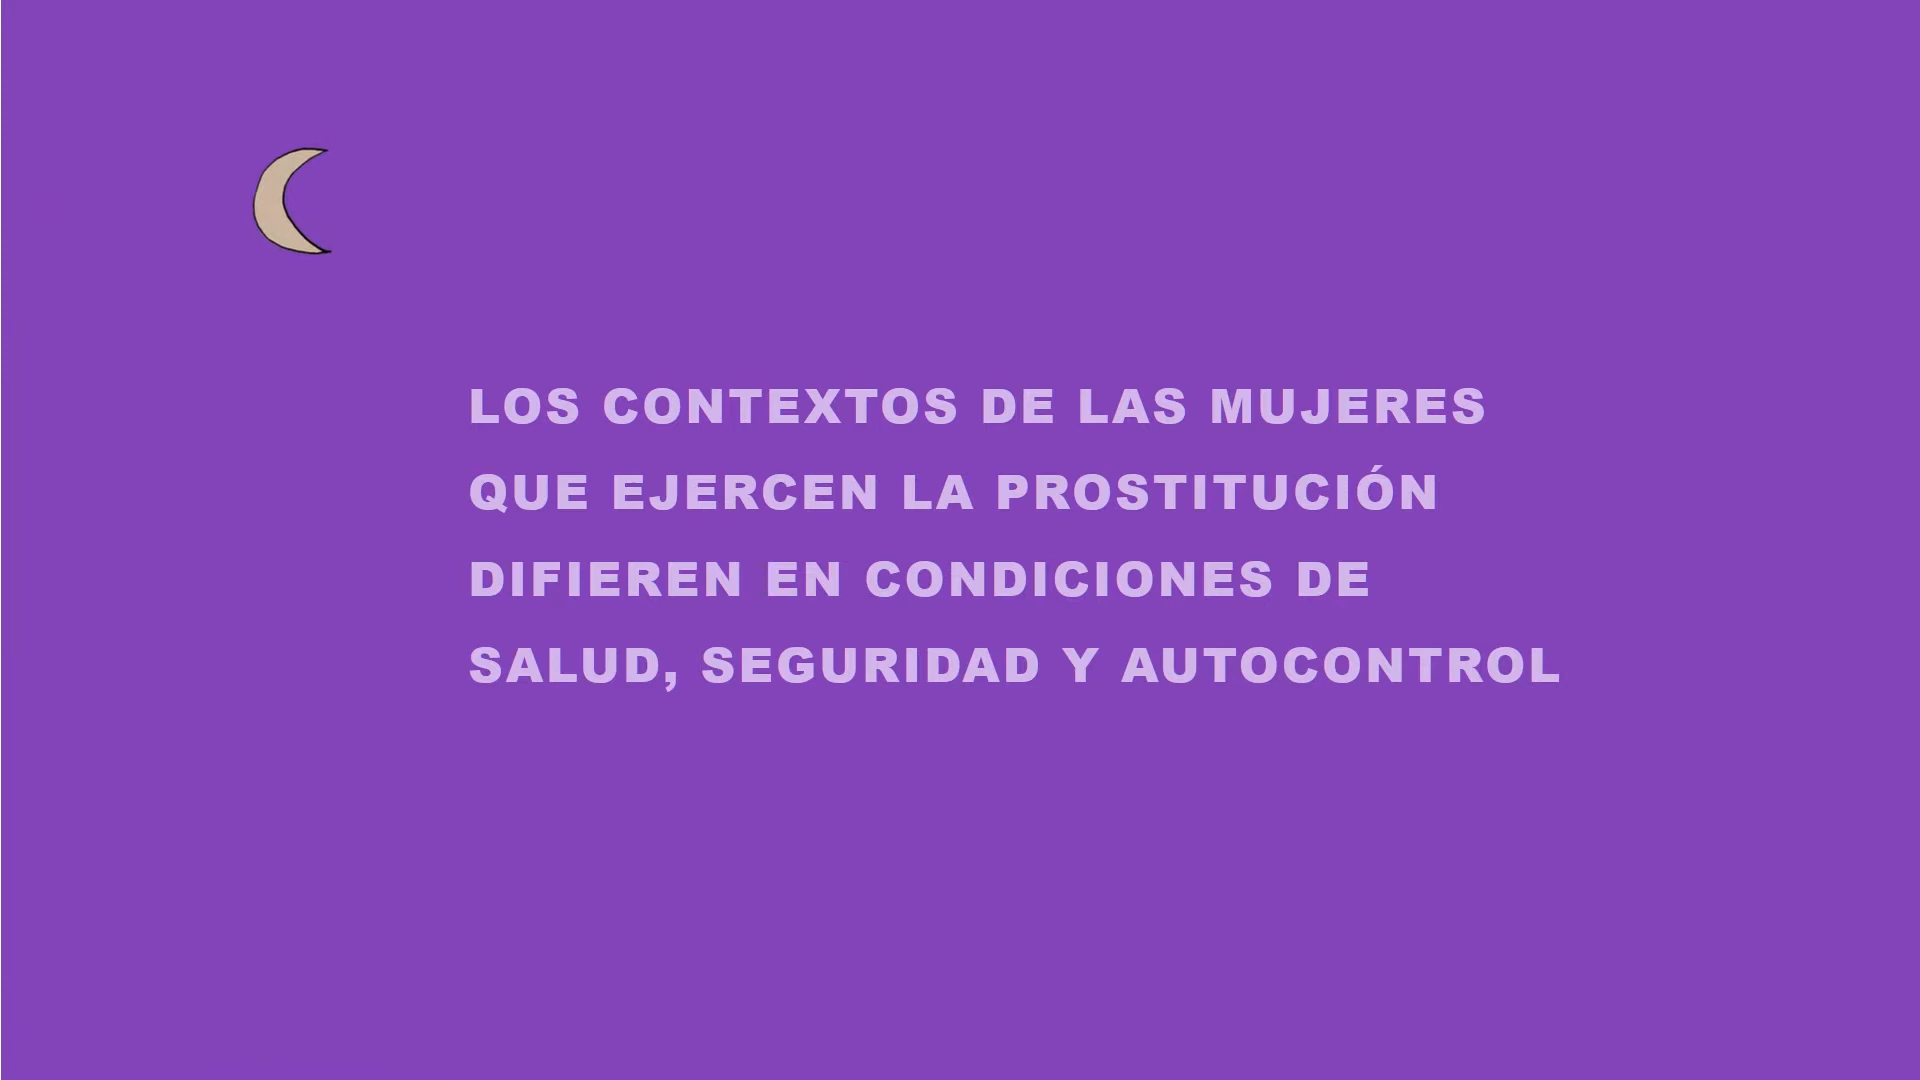 LOS CONTEXTOS DE LAS MUJERES
QUE EJERCEN LA PROSTITUCIÓN
DIFIEREN EN CONDICIONES DE
SALUD, SEGURIDAD Y AUTOCONTROL